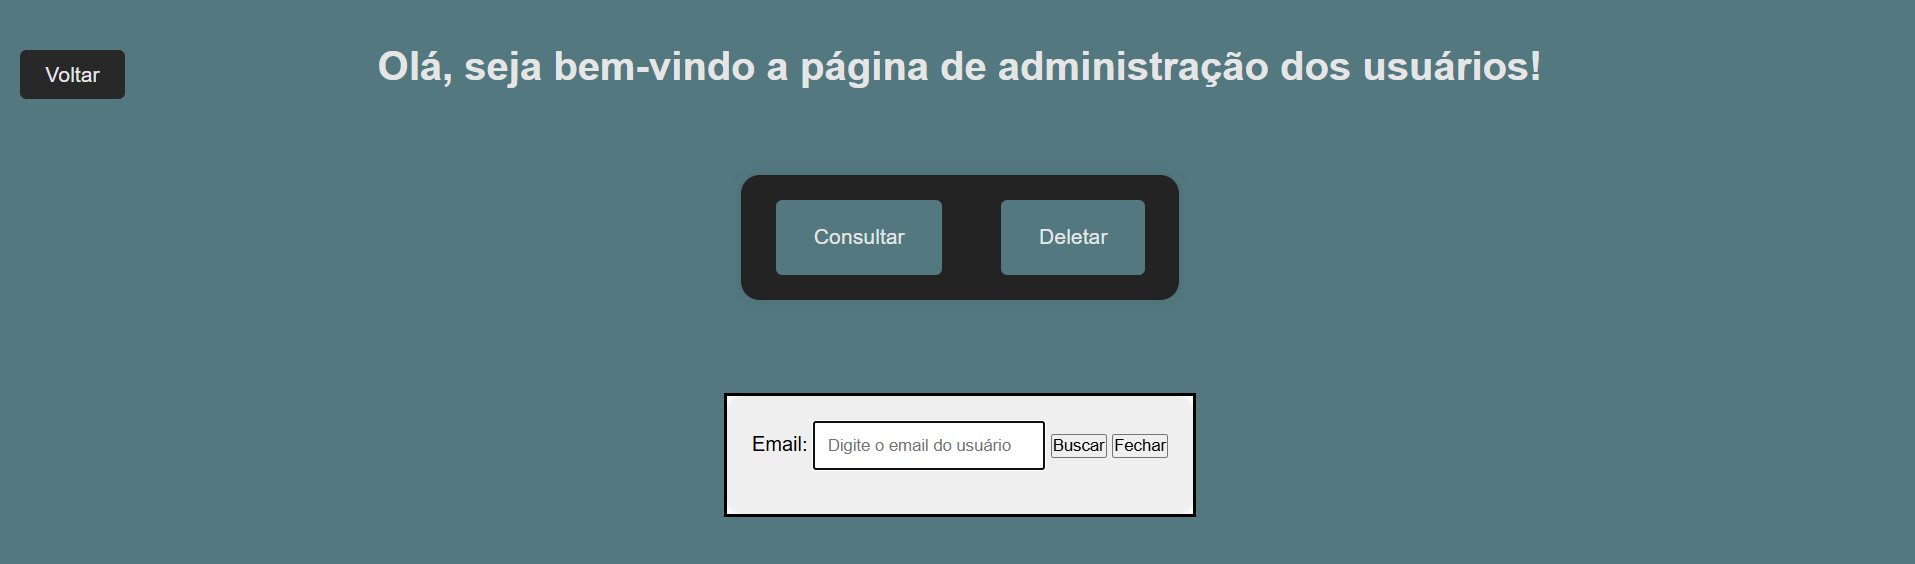 Voltar
Olá, seja bem-vindo a página de administração dos usuários!
Consultar
Deletar
Email: Digite o email do usuário Buscar Fechar